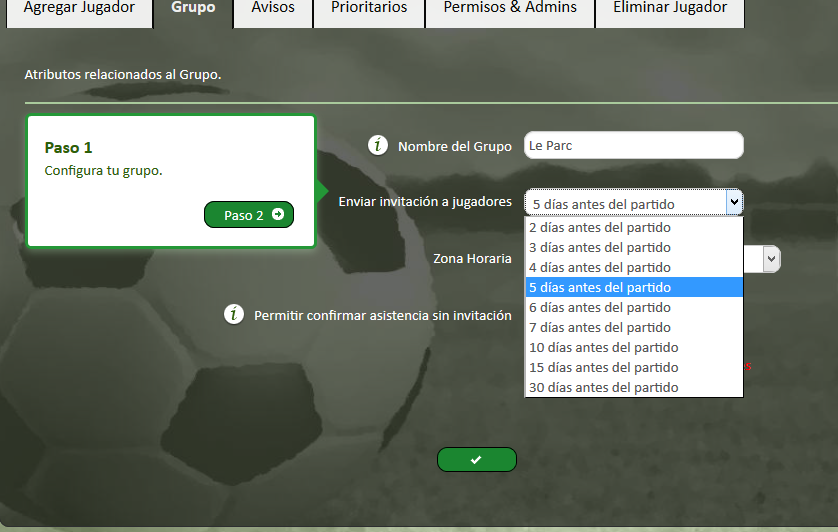 Agregar Jugador
Grupo
Avisos
Prioritarios
Permisos & Admins
Eliminar Jugador
Atributos relacionados al Grupo.
Paso 1
Configura tu grupo.
Paso 2
i Nombre del Grupo
Le Parc
Enviar invitación a jugadores
5 días antes del partido
2 días antes del partido
3 días antes del partido
4 días antes del partido
5 días antes del partido
6 días antes del partido
7 días antes del partido
10 días antes del partido
15 días antes del partido
30 días antes del partido
Zona Horaria
i Permitir confirmar asistencia sin invitación